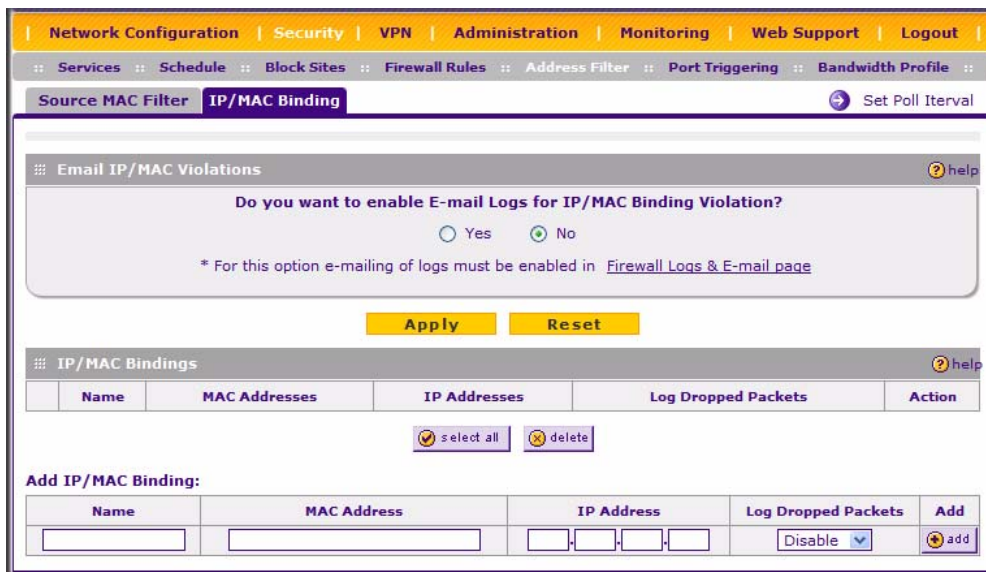 Network Configuration | Security | VPN | Administration | Monitoring | Web Support | Logout
Services :: Schedule :: Block Sites :: Firewall Rules :: Address Filter :: Port Triggering :: Bandwidth Profile
Source MAC Filter IP/MAC Binding Set Poll Iterval
Email IP/MAC Violations help
Do you want to enable E-mail Logs for IP/MAC Binding Violation?
Yes No
* For this option e-mailing of logs must be enabled in Firewall Logs & E-mail page
Apply Reset
IP/MAC Bindings help
Name MAC Addresses IP Addresses Log Dropped Packets Action
select all delete
Add IP/MAC Binding:
Name MAC Address IP Address Log Dropped Packets Add
. . . Disable add